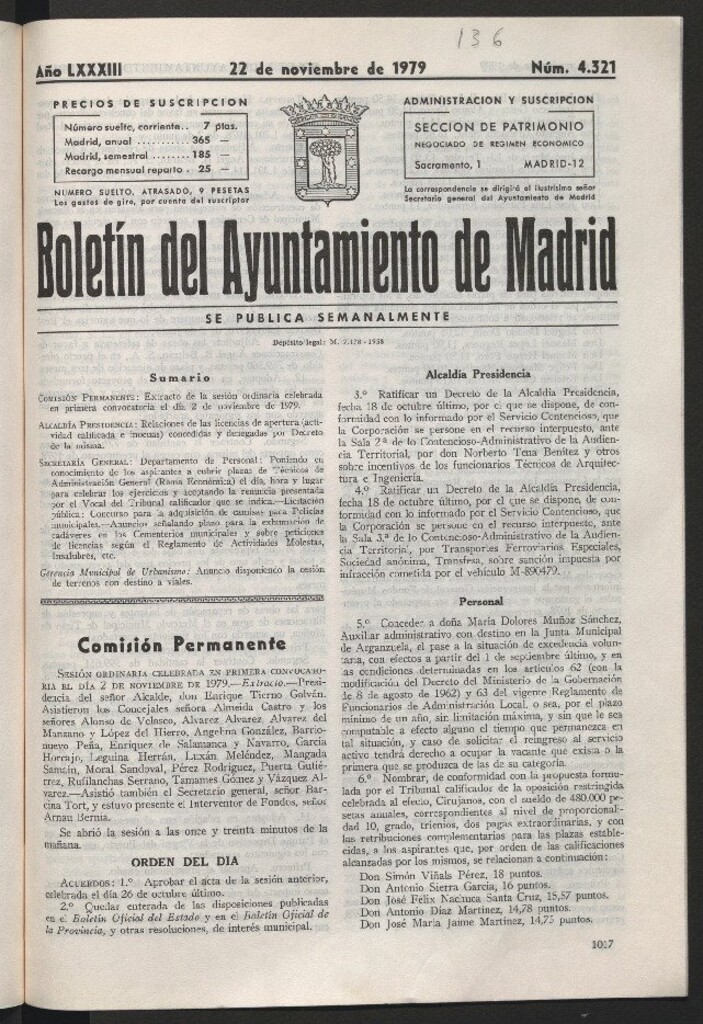 136
Año LXXXIII 22 de noviembre de 1979 Núm. 4.321
PRECIOS DE SUSCRIPCION
Número suelto, corriente.. 7 ptas.
Madrid, anual ........... 365 —
Madrid, semestral ........ 185 —
Recargo mensual reparto . 25 —
NUMERO SUELTO, ATRASADO, 9 PESETAS
Los gastos de giro, por cuenta del suscriptor
ADMINISTRACION Y SUSCRIPCION
SECCION DE PATRIMONIO
NEGOCIADO DE REGIMEN ECONOMICO
Sacramento, 1 MADRID-12
La correspondencia se dirigirá al ilustrísimo señor
Secretario general del Ayuntamiento de Madrid
Boletín del Ayuntamiento de Madrid
SE PUBLICA SEMANALMENTE
Depósito legal: M. 2.178 - 1958
Sumario
COMISIÓN PERMANENTE: Extracto de la sesión ordinaria celebrada
en primera convocatoria el día 2 de noviembre de 1979.
ALCALDÍA PRESIDENCIA: Relaciones de las licencias de apertura (acti-
vidad calificada e inocuas) concedidas y denegadas por Decreto
de la misma.
SECRETARÍA GENERAL: Departamento de Personal: Poniendo en
conocimiento de los aspirantes a cubrir plazas de Técnicos de
Administración General (Rama Económica) el día, hora y lugar
para celebrar los ejercicios y aceptando la renuncia presentada
por el Vocal del Tribunal calificador que se indica.—Licitación
pública: Concurso para la adquisición de camisas para Policías
municipales.—Anuncios señalando plazo para la exhumación de
cadáveres en los Cementerios municipales y sobre peticiones
de licencias según el Reglamento de Actividades Molestas,
Insalubres, etc.
Gerencia Municipal de Urbanismo: Anuncio disponiendo la cesión
de terrenos con destino a viales.
Comisión Permanente
SESIÓN ORDINARIA CELEBRADA EN PRIMERA CONVOCATO-
RIA EL DÍA 2 DE NOVIEMBRE DE 1979.—Extracto.—Presi-
dencia del señor Alcalde, don Enrique Tierno Galván.
Asistieron los Concejales señora Almeida Castro y los
señores Alonso de Velasco, Alvarez Alvarez, Alvarez del
Manzano y López del Hierro, Angelina González, Barrio-
nuevo Peña, Enríquez de Salamanca y Navarro, García
Horcajo, Leguina Herrán, Luxán Meléndez, Mangada
Samaín, Moral Sandoval, Pérez Rodríguez, Puerta Gutié-
rrez, Rufilanchas Serrano, Tamames Gómez y Vázquez Al-
varez.—Asistió también el Secretario general, señor Bar-
cina Tort, y estuvo presente el Interventor de Fondos, señor
Arnau Bernia.
Se abrió la sesión a las once y treinta minutos de la
mañana.
ORDEN DEL DIA
ACUERDOS: 1.º Aprobar el acta de la sesión anterior,
celebrada el día 26 de octubre último.
2.º Quedar enterada de las disposiciones publicadas
en el Boletín Oficial del Estado y en el Boletín Oficial de
la Provincia, y otras resoluciones, de interés municipal.
Alcaldía Presidencia
3.º Ratificar un Decreto de la Alcaldía Presidencia,
fecha 18 de octubre último, por el que se dispone, de con-
formidad con lo informado por el Servicio Contencioso, que
la Corporación se persone en el recurso interpuesto, ante
la Sala 2.ª de lo Contencioso-Administrativo de la Audien-
cia Territorial, por don Norberto Tena Benítez y otros
sobre incentivos de los funcionarios Técnicos de Arquitec-
tura e Ingeniería.
4.º Ratificar un Decreto de la Alcaldía Presidencia,
fecha 18 de octubre último, por el que se dispone, de con-
formidad con lo informado por el Servicio Contencioso, que
la Corporación se persone en el recurso interpuesto, ante
la Sala 3.ª de lo Contencioso-Administrativo de la Audien-
cia Territorial, por Transportes Ferroviarios Especiales,
Sociedad anónima, Transfesa, sobre sanción impuesta por
infracción cometida por el vehículo M-890479.
Personal
5.º Conceder a doña María Dolores Muñoz Sánchez,
Auxiliar administrativo con destino en la Junta Municipal
de Arganzuela, el pase a la situación de excedencia volun-
taria, con efectos a partir del 1 de septiembre último, y en
las condiciones determinadas en los artículos 62 (con la
modificación del Decreto del Ministerio de la Gobernación
de 8 de agosto de 1962) y 63 del vigente Reglamento de
Funcionarios de Administración Local, o sea, por el plazo
mínimo de un año, sin limitación máxima, y sin que le sea
computable a efecto alguno el tiempo que permanezca en
tal situación, y caso de solicitar el reingreso al servicio
activo tendrá derecho a ocupar la vacante que exista o la
primera que se produzca de las de su categoría.
6.º Nombrar, de conformidad con la propuesta formu-
lada por el Tribunal calificador de la oposición restringida
celebrada al efecto, Cirujanos, con el sueldo de 480.000 pe-
setas anuales, correspondientes al nivel de proporcionali-
dad 10, grado, trienios, dos pagas extraordinarias, y con
las retribuciones complementarias para las plazas estable-
cidas, a los aspirantes que, por orden de las calificaciones
alcanzadas por los mismos, se relacionan a continuación:
Don Simón Viñals Pérez, 18 puntos.
Don Antonio Sierra García, 16 puntos.
Don José Félix Nachuca Santa Cruz, 15,57 puntos.
Don Antonio Díaz Martínez, 14,78 puntos.
Don José María Jaume Martínez, 14,75 puntos.
1017